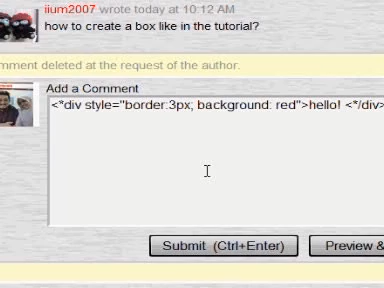 iium2007 wrote today at 10:12 AM
how to create a box like in the tutorial?
mment deleted at the request of the author.
Add a Comment
<*div style="border:3px; background: red">hello! <*/div>
Submit (Ctrl+Enter)
Preview &